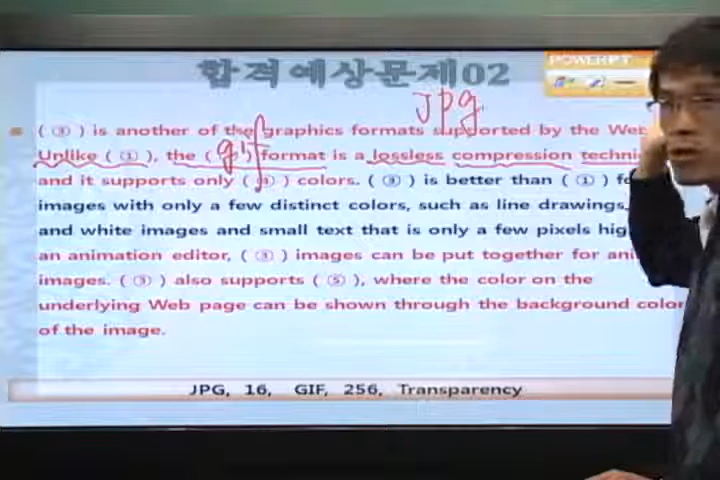 합격예상문제02
POWERPT
JPg
( ③ ) is another of the graphics formats supported by the Web
Unlike ( ① ), the ( gif ) format is a lossless compression techni
and it supports only ( ) colors. ( ③ ) is better than ( ① ) fo
images with only a few distinct colors, such as line drawings,
and white images and small text that is only a few pixels hig
an animation editor, ( ③ ) images can be put together for ani
images. ( ③ ) also supports ( ⑤ ), where the color on the
underlying Web page can be shown through the background color
of the image.
JPG, 16, GIF, 256, Transparency